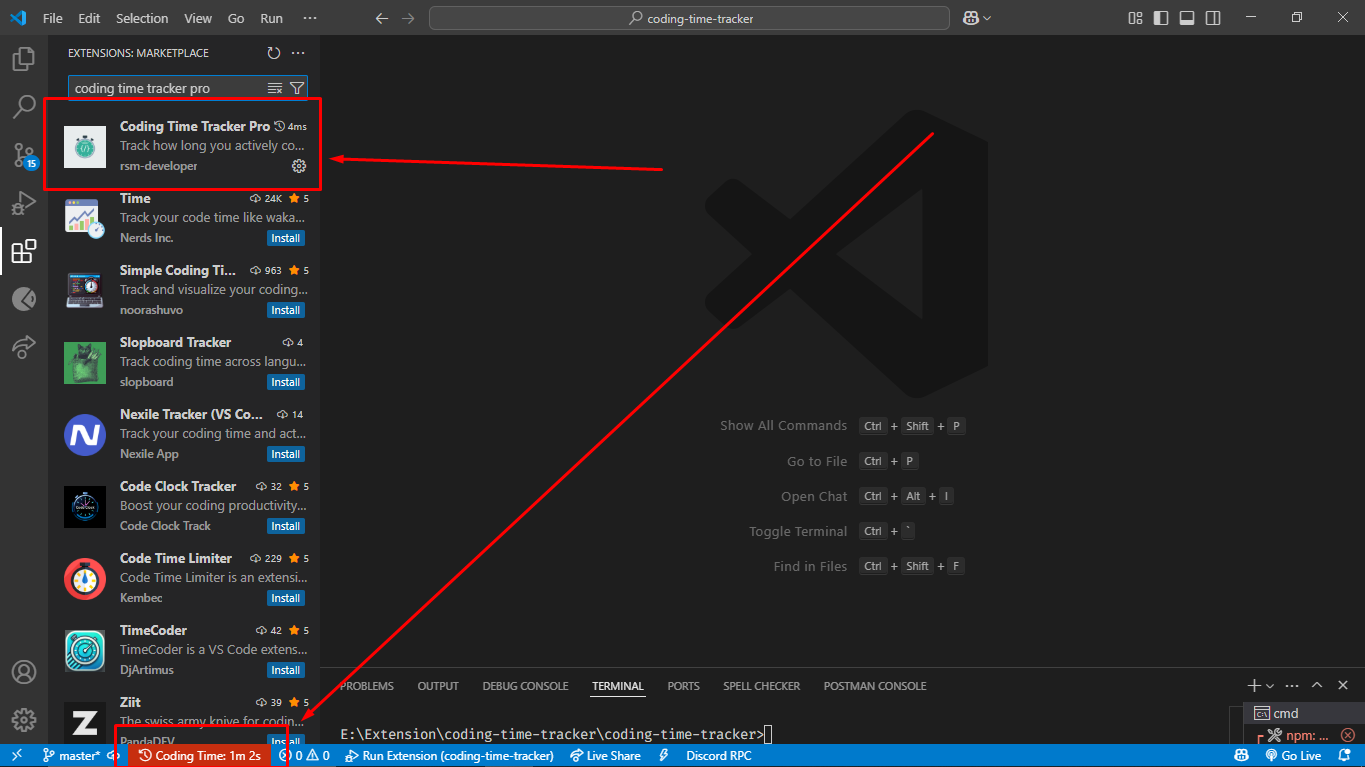 File Edit Selection View Go Run ···
coding-time-tracker
EXTENSIONS: MARKETPLACE
coding time tracker pro
Coding Time Tracker Pro 4ms
Track how long you actively co...
rsm-developer
Time 24K 5
Track your code time like waka...
Nerds Inc. Install
Simple Coding Ti... 963 5
Track and visualize your coding...
noorashuvo Install
Slopboard Tracker 4
Track coding time across langu...
slopboard Install
Nexile Tracker (VS Co... 14
Track your coding time and act...
Nexile App Install
Code Clock Tracker 32 5
Boost your coding productivity...
Code Clock Track Install
Code Time Limiter 229 5
Code Time Limiter is an extensi...
Kembec Install
TimeCoder 42 5
TimeCoder is a VS Code extens...
DjArtimus Install
Ziit 39 5
The swiss army knife for codin...
PandaDEV Install
15
Show All Commands Ctrl + Shift + P
Go to File Ctrl + P
Open Chat Ctrl + Alt + I
Toggle Terminal Ctrl + `
Find in Files Ctrl + Shift + F
PROBLEMS OUTPUT DEBUG CONSOLE TERMINAL PORTS SPELL CHECKER POSTMAN CONSOLE
E:\Extension\coding-time-tracker\coding-time-tracker>
cmd
npm: ...
master* Coding Time: 1m 2s 0 0 Run Extension (coding-time-tracker) Live Share Discord RPC Go Live